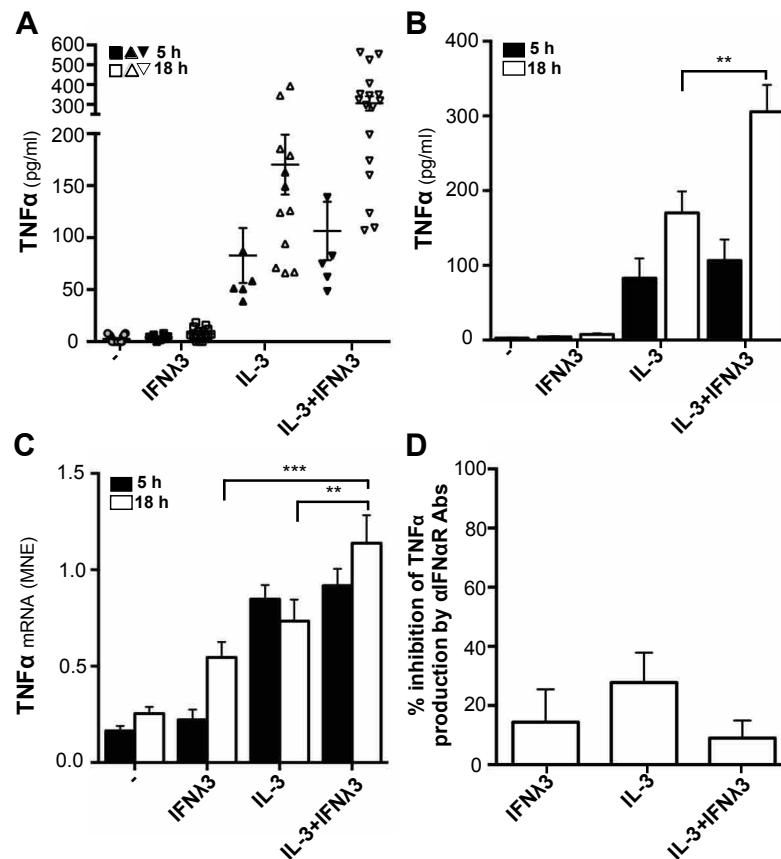 A
TNFα (pg/ml)
600
500
400
300
200
150
100
50
0
5 h
18 h
-
IFNλ3
IL-3
IL-3+IFNλ3
B
TNFα (pg/ml)
400
300
200
100
0
5 h
18 h
**
-
IFNλ3
IL-3
IL-3+IFNλ3
C
TNFα mRNA (MNE)
1.5
1.0
0.5
0.0
5 h
18 h
***
**
-
IFNλ3
IL-3
IL-3+IFNλ3
D
% inhibition of TNFα
production by αIFNαR Abs
100
80
60
40
20
0
IFNλ3
IL-3
IL-3+IFNλ3